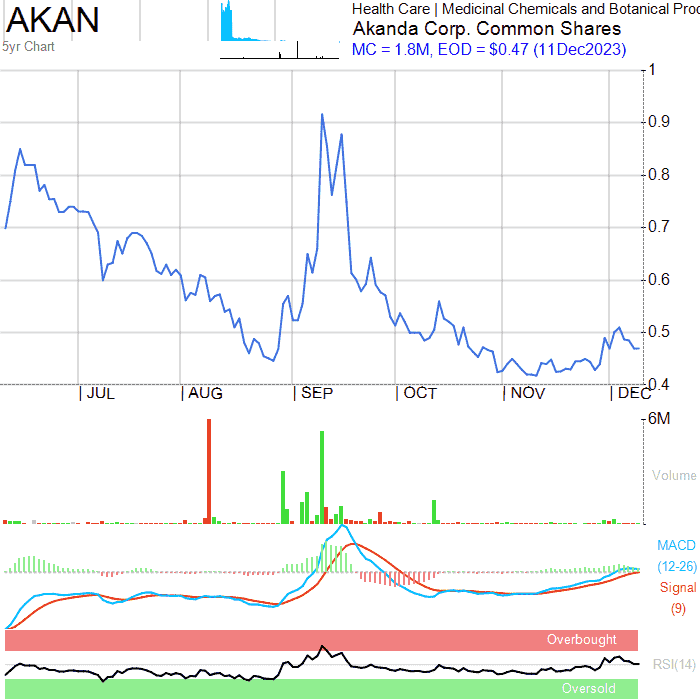 AKAN
5yr Chart
Health Care | Medicinal Chemicals and Botanical Proc
Akanda Corp. Common Shares
MC = 1.8M, EOD = $0.47 (11Dec2023)
1
0.9
0.8
0.7
0.6
0.5
0.4
JUL AUG SEP OCT NOV DEC
6M
Volume
MACD
(12-26)
Signal
(9)
Overbought
RSI(14)
Oversold